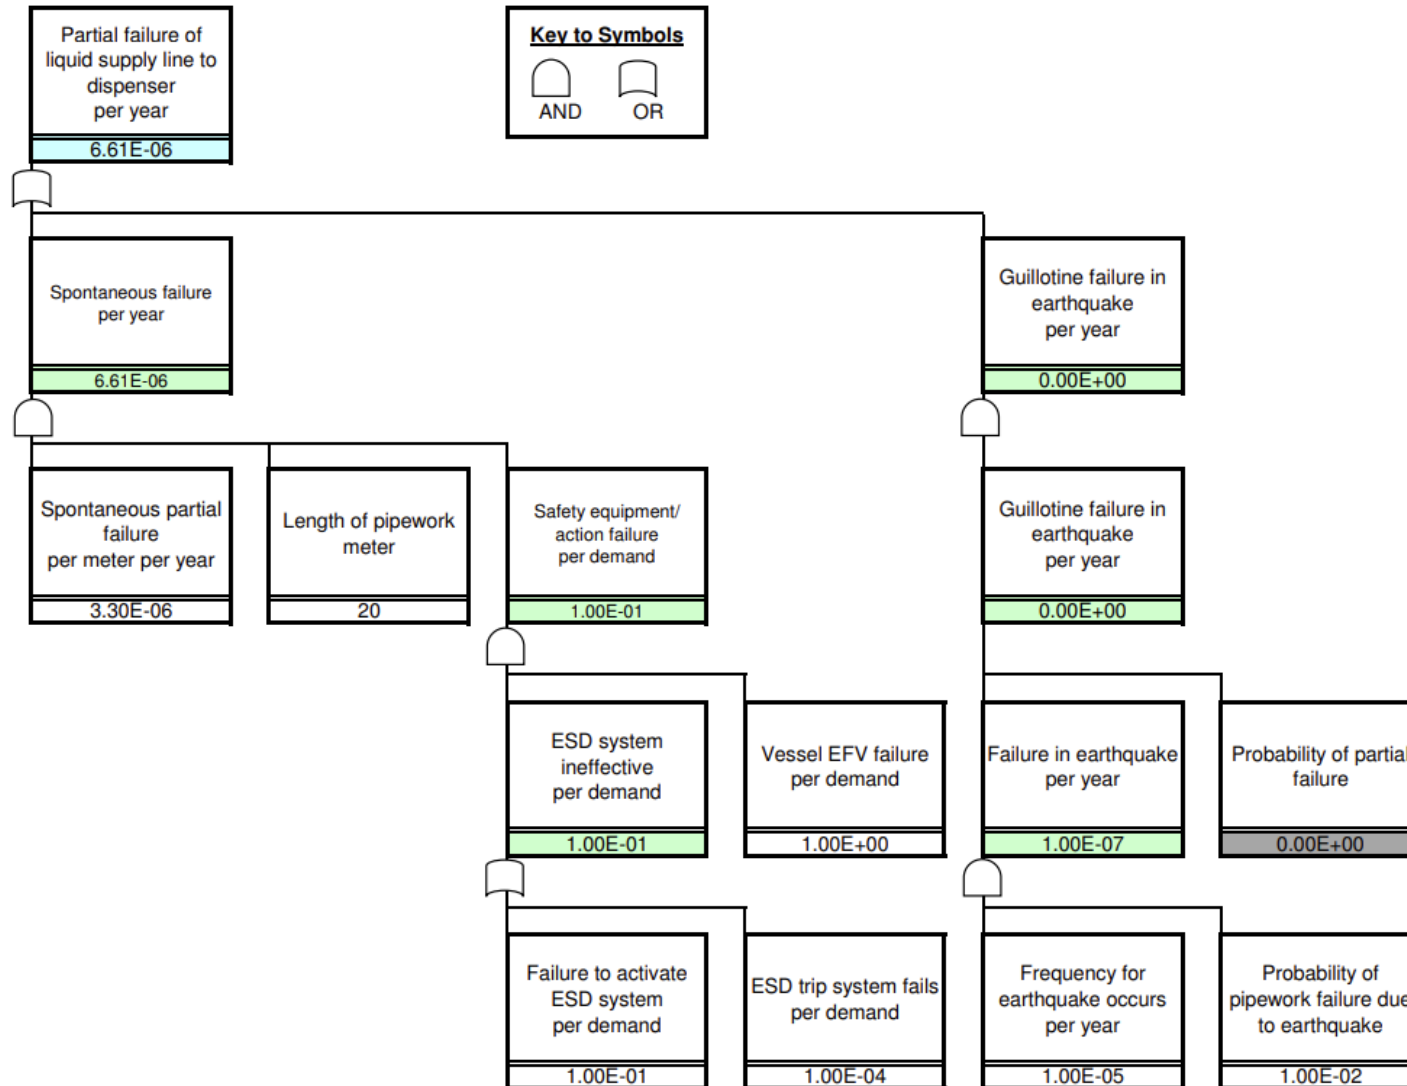 Partial failure of
liquid supply line to
dispenser
per year
6.61E-06
Key to Symbols
AND
OR
Spontaneous failure
per year
6.61E-06
Guillotine failure in
earthquake
per year
0.00E+00
Spontaneous partial
failure
per meter per year
3.30E-06
Length of pipework
meter
20
Safety equipment/
action failure
per demand
1.00E-01
Guillotine failure in
earthquake
per year
0.00E+00
ESD system
ineffective
per demand
1.00E-01
Vessel EFV failure
per demand
1.00E+00
Failure in earthquake
per year
1.00E-07
Probability of partial
failure
0.00E+00
Failure to activate
ESD system
per demand
1.00E-01
ESD trip system fails
per demand
1.00E-04
Frequency for
earthquake occurs
per year
1.00E-05
Probability of
pipework failure due
to earthquake
1.00E-02